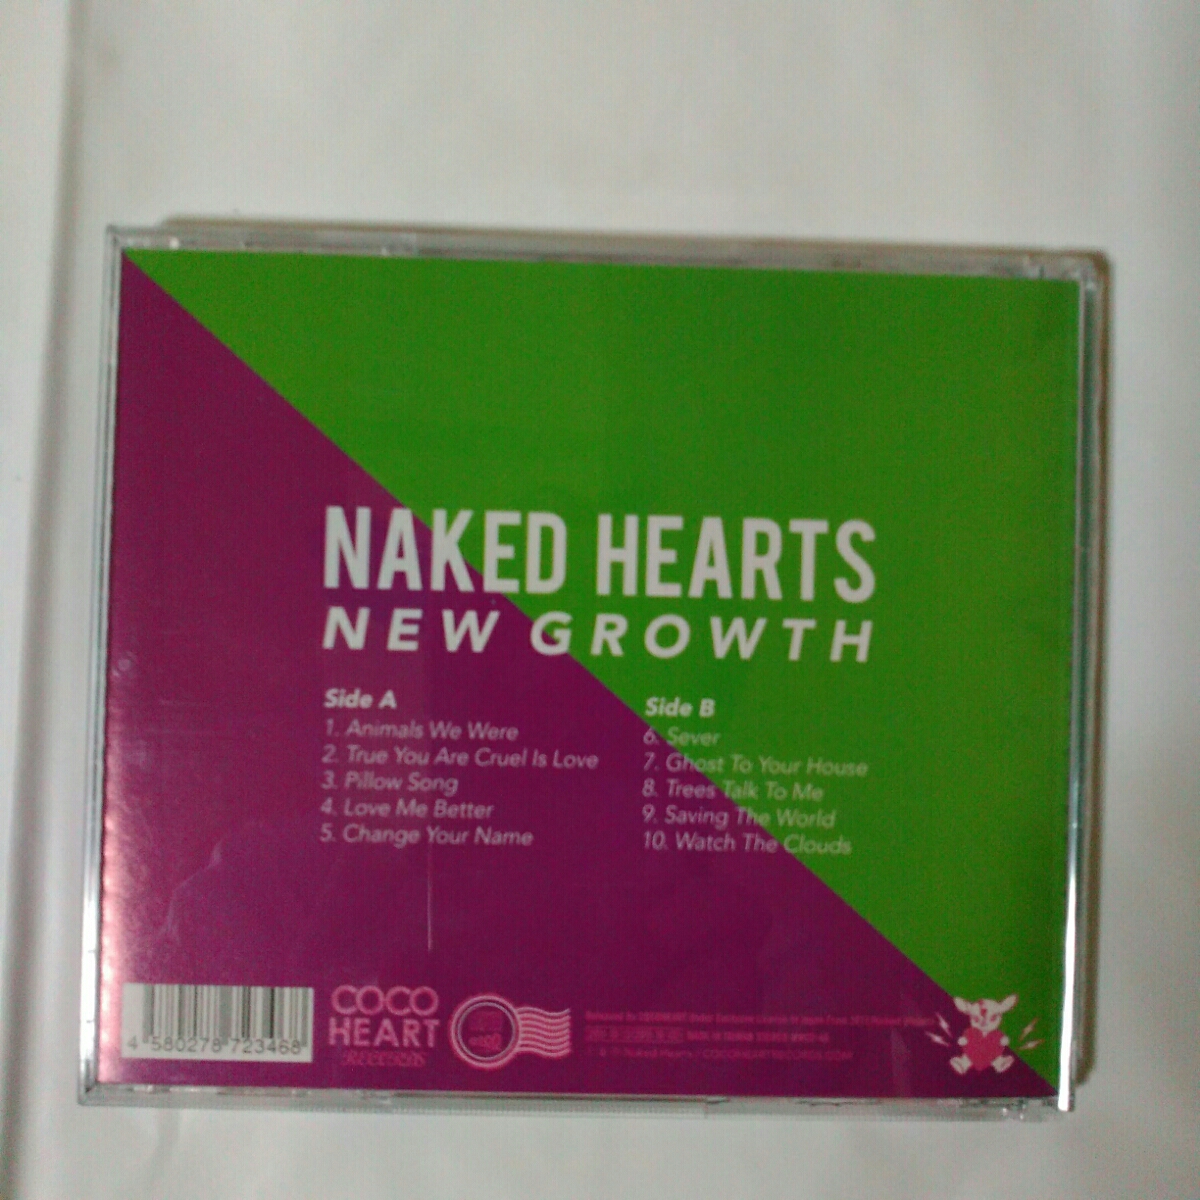 NAKED HEARTS
NEW GROWTH
Side A
1. Animals We Were
2. True You Are Cruel Is Love
3. Pillow Song
4. Love Me Better
5. Change Your Name
Side B
6. Sever
7. Ghost To Your House
8. Trees Talk To Me
9. Saving The World
10. Watch The Clouds
4 580278 723468
COCO
HEART
RECORDS